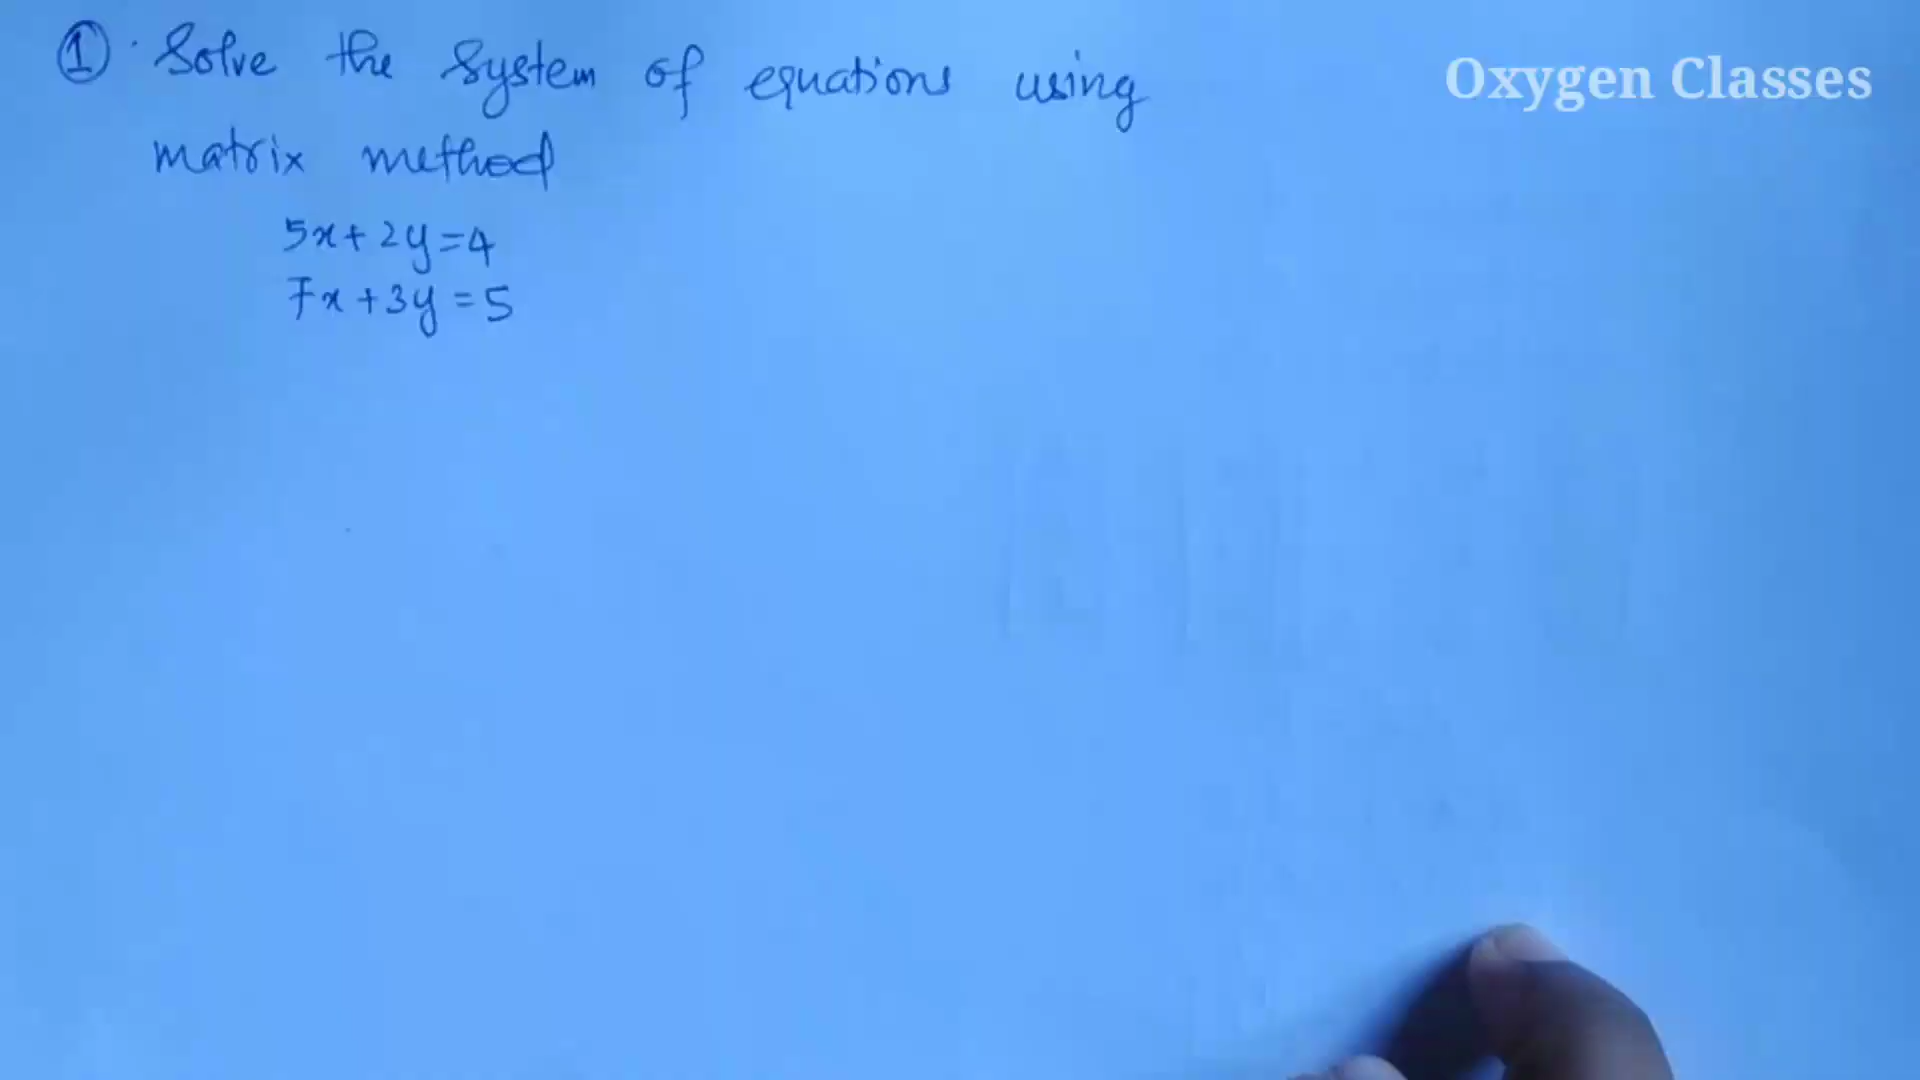 ① Solve the System of equations using
Oxygen Classes
matrix method
5x+2y=4
7x+3y=5